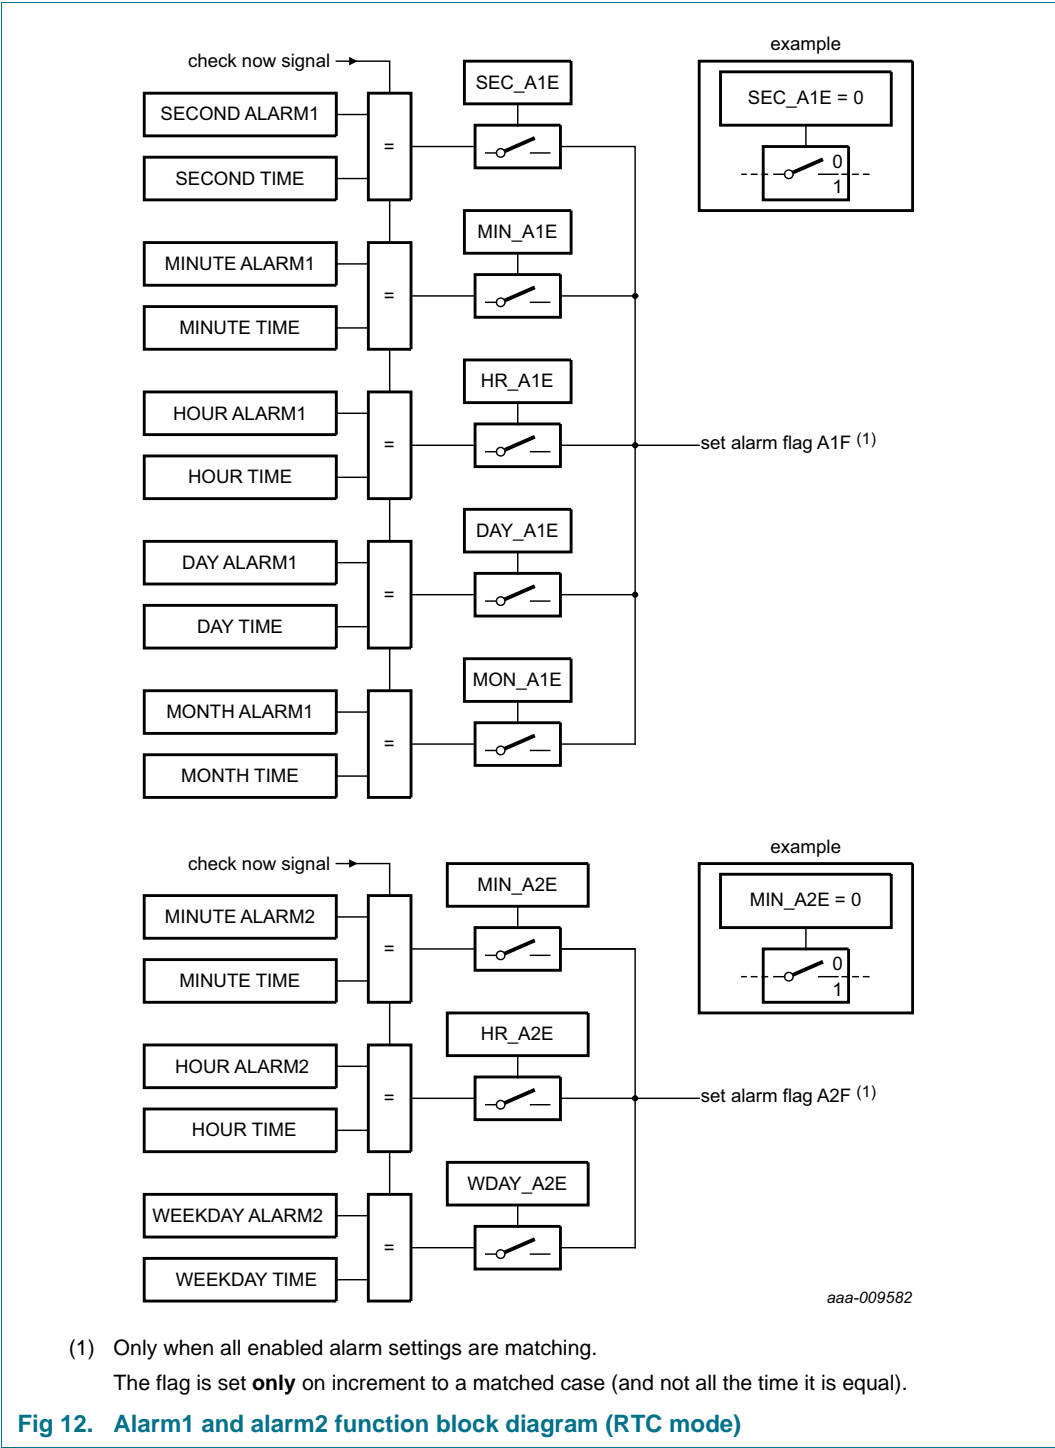 example
check now signal
SEC_A1E
SEC_A1E = 0
SECOND ALARM1
=
0
1
SECOND TIME
MIN_A1E
MINUTE ALARM1
=
MINUTE TIME
HR_A1E
HOUR ALARM1
=
set alarm flag A1F (1)
HOUR TIME
DAY_A1E
DAY ALARM1
=
DAY TIME
MON_A1E
MONTH ALARM1
=
MONTH TIME
example
check now signal
MIN_A2E
MIN_A2E = 0
MINUTE ALARM2
=
0
1
MINUTE TIME
HR_A2E
HOUR ALARM2
=
set alarm flag A2F (1)
HOUR TIME
WDAY_A2E
WEEKDAY ALARM2
=
WEEKDAY TIME
aaa-009582
(1) Only when all enabled alarm settings are matching.
The flag is set only on increment to a matched case (and not all the time it is equal).
Fig 12. Alarm1 and alarm2 function block diagram (RTC mode)